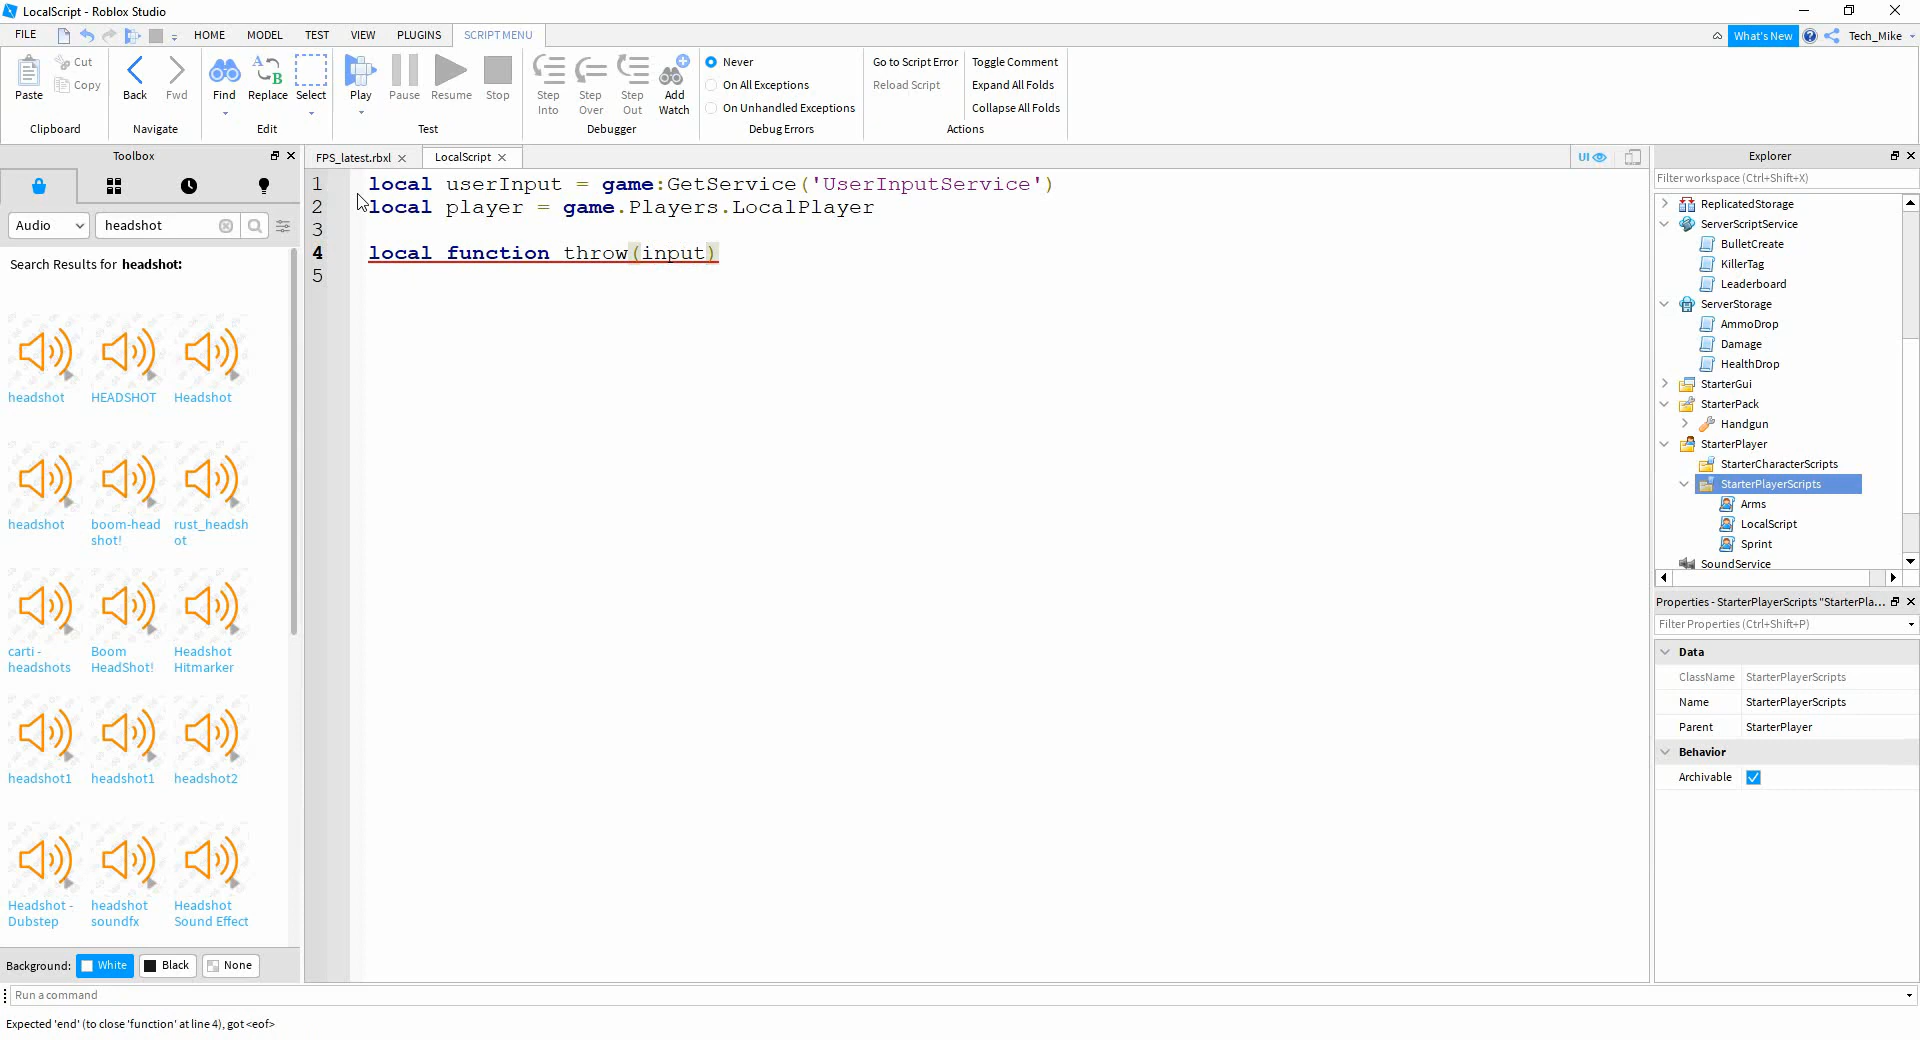 LocalScript - Roblox Studio
FILE HOME MODEL TEST VIEW PLUGINS SCRIPT MENU What's New Tech_Mike
Paste Cut Copy
Clipboard
Back Fwd
Navigate
Find Replace Select
Edit
Play Pause Resume Stop
Test
Step Into Step Over Step Out Add Watch
Debugger
Never
On All Exceptions
On Unhandled Exceptions
Debug Errors
Go to Script Error
Reload Script
Toggle Comment
Expand All Folds
Collapse All Folds
Actions
Toolbox
Audio headshot
Search Results for headshot:
headshot HEADSHOT Headshot
headshot boom-head shot! rust_headsh ot
carti - headshots Boom HeadShot! Headshot Hitmarker
headshot1 headshot1 headshot2
Headshot - Dubstep headshot soundfx Headshot Sound Effect
Background: White Black None
FPS_latest.rbxl LocalScript UI
1 local userInput = game:GetService('UserInputService')
2 local player = game.Players.LocalPlayer
3
4 local function throw(input)
5
Explorer
Filter workspace (Ctrl+Shift+X)
ReplicatedStorage
ServerScriptService
BulletCreate
KillerTag
Leaderboard
ServerStorage
AmmoDrop
Damage
HealthDrop
StarterGui
StarterPack
Handgun
StarterPlayer
StarterCharacterScripts
StarterPlayerScripts
Arms
LocalScript
Sprint
SoundService
Properties - StarterPlayerScripts "StarterPla...
Filter Properties (Ctrl+Shift+P)
Data
ClassName StarterPlayerScripts
Name StarterPlayerScripts
Parent StarterPlayer
Behavior
Archivable
Run a command
Expected 'end' (to close 'function' at line 4), got <eof>